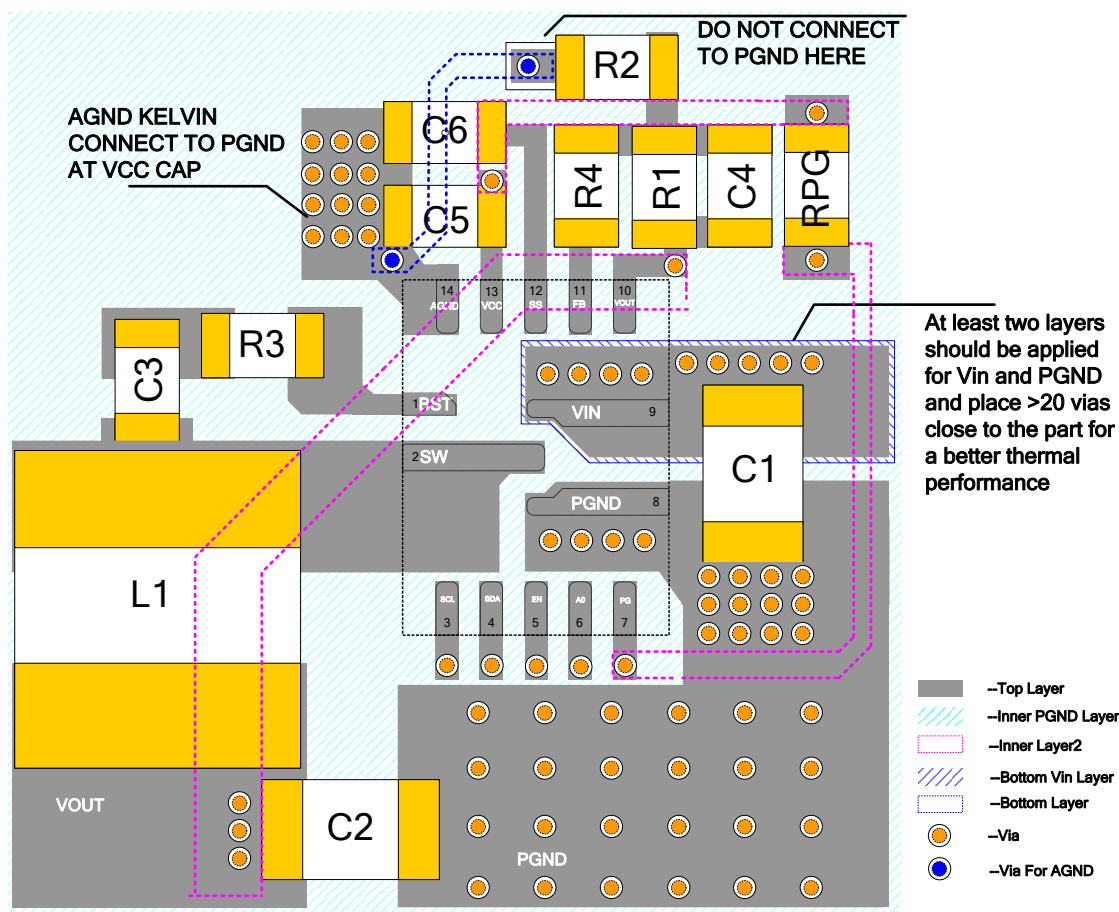 DO NOT CONNECT
TO PGND HERE
R2
AGND KELVIN
CONNECT TO PGND
AT VCC CAP
C6
C5
R4
R1
C4
RPG
14
AGND
13
VCC
12
SS
11
FB
10
VOUT
At least two layers
should be applied
for Vin and PGND
and place >20 vias
close to the part for
a better thermal
performance
C3
R3
1
RST
VIN
9
2
SW
C1
PGND
8
L1
SCL
3
SDA
4
EN
5
A0
6
PG
7
--Top Layer
--Inner PGND Layer
--Inner Layer2
--Bottom Vin Layer
--Bottom Layer
--Via
--Via For AGND
VOUT
C2
PGND